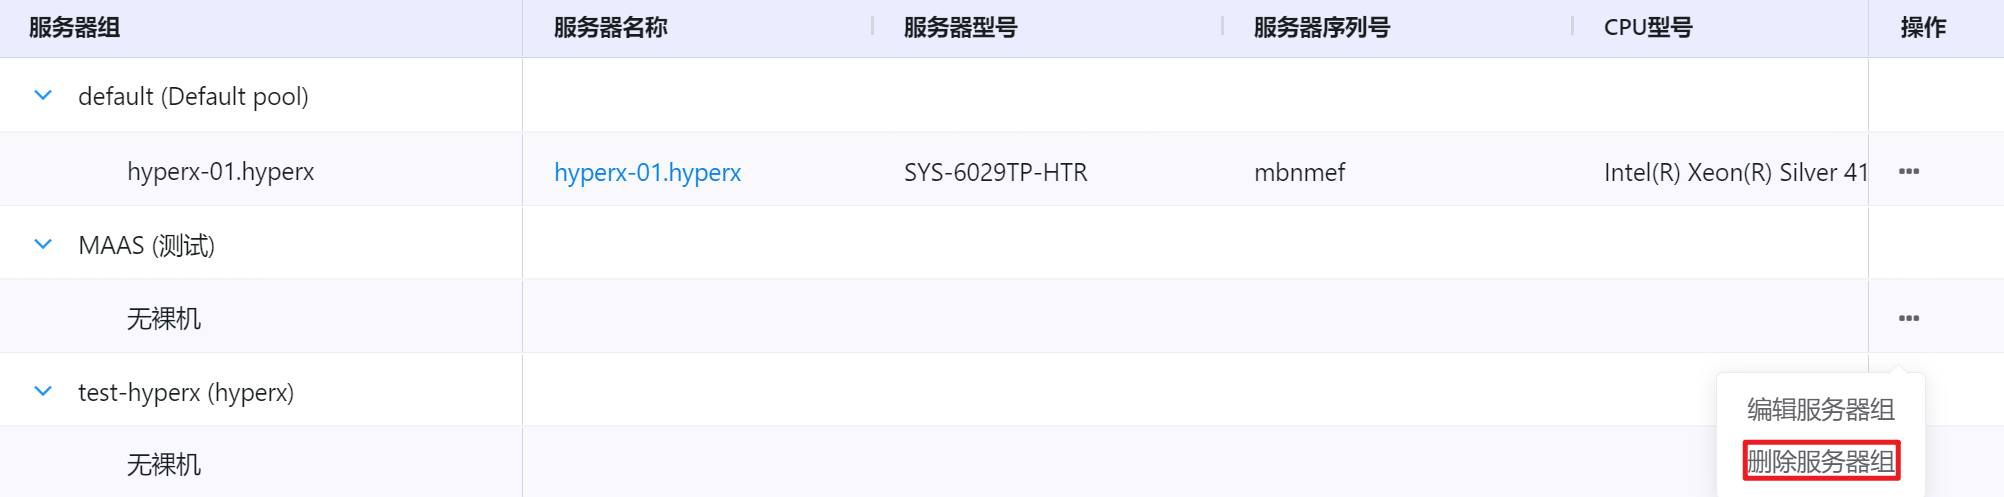 服务器组 服务器名称 服务器型号 服务器序列号 CPU型号 操作
default (Default pool)
hyperx-01.hyperx hyperx-01.hyperx SYS-6029TP-HTR mbnmef Intel(R) Xeon(R) Silver 41
MAAS (测试)
无裸机
test-hyperx (hyperx)
编辑服务器组
无裸机
删除服务器组